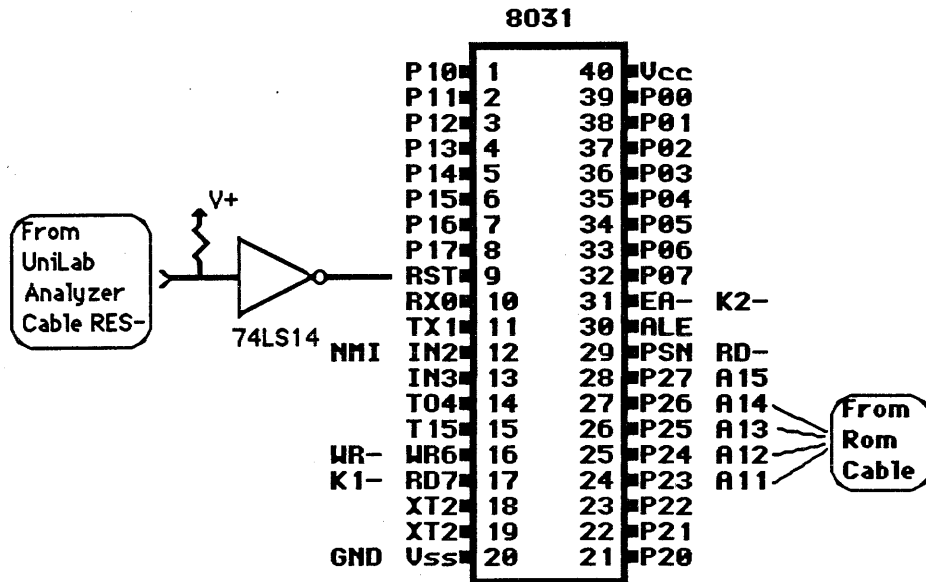 8031
P10 1 40 Vcc
P11 2 39 P00
P12 3 38 P01
P13 4 37 P02
P14 5 36 P03
V+ P15 6 35 P04
P16 7 34 P05
P17 8 33 P06
RST 9 32 P07
RX0 10 31 EA- K2-
TX1 11 30 ALE
NMI IN2 12 29 PSN RD-
IN3 13 28 P27 A15
TO4 14 27 P26 A14
T15 15 26 P25 A13
WR- WR6 16 25 P24 A12
K1- RD7 17 24 P23 A11
XT2 18 23 P22
XT2 19 22 P21
GND Vss 20 21 P20
From
UniLab
Analyzer
Cable RES-
74LS14
From
Rom
Cable